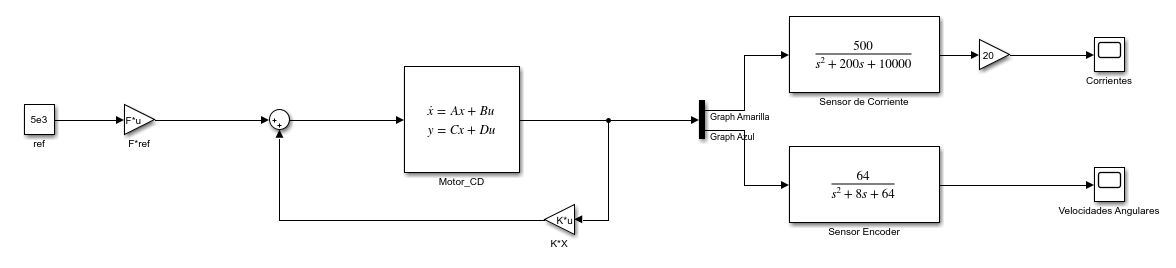 5e3
ref
F*u
F*ref
+
+
ẋ = Ax + Bu
y = Cx + Du
Motor_CD
K*u
K*X
Graph Amarilla
Graph Azul
500
s² + 200s + 10000
Sensor de Corriente
20
Corrientes
64
s² + 8s + 64
Sensor Encoder
Velocidades Angulares